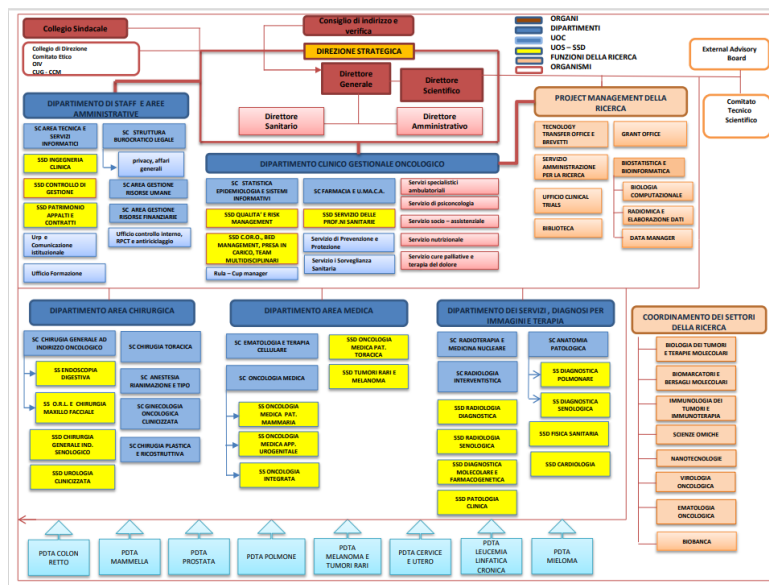 Collegio Sindacale
Consiglio di indirizzo e
verifica
ORGANI
DIPARTIMENTI
UOC
UOS – SSD
FUNZIONI DELLA RICERCA
ORGANISMI
Collegio di Direzione
Comitato Etico
OIV
CUG - CCM
DIREZIONE STRATEGICA
Direttore
Generale
Direttore
Scientifico
Direttore
Sanitario
Direttore
Amministrativo
External Advisory
Board
Comitato
Tecnico
Scientifico
DIPARTIMENTO DI STAFF E AREE
AMMINISTRATIVE
SC AREA TECNICA E
SERVIZI
INFORMATICI
SSD INGEGNERIA
CLINICA
SSD CONTROLLO DI
GESTIONE
SSD PATRIMONIO
APPALTI E
CONTRATTI
Urp e
Comunicazione
istituzionale
Ufficio Formazione
SC STRUTTURA
BUROCRATICO LEGALE
privacy, affari
generali
SC AREA GESTIONE
RISORSE UMANE
SC AREA GESTIONE
RISORSE FINANZIARIE
Ufficio controllo interno,
RPCT e antiriciclaggio
DIPARTIMENTO CLINICO GESTIONALE ONCOLOGICO
SC STATISTICA
EPIDEMIOLOGIA E SISTEMI
INFORMATIVI
SSD QUALITA' E RISK
MANAGEMENT
SSD C.OR.O., BED
MANAGEMENT, PRESA IN
CARICO, TEAM
MULTIDISCIPLINARI
Rula – Cup manager
SC FARMACIA E U.MA.C.A.
SSD SERVIZIO DELLE
PROF.NI SANITARIE
Servizio di Prevenzione e
Protezione
Servizio i Sorveglianza
Sanitaria
Servizi specialistici
ambulatoriali
Servizio di psiconcologia
Servizio socio – assistenziale
Servizio nutrizionale
Servizio cure palliative e
terapia del dolore
PROJECT MANAGEMENT DELLA
RICERCA
TECNOLOGY
TRANSFER OFFICE E
BREVETTI
SERVIZIO
AMMINISTRAZIONE
PER LA RICERCA
UFFICIO CLINICAL
TRIALS
BIBLIOTECA
GRANT OFFICE
BIOSTATISTICA E
BIOINFORMATICA
BIOLOGIA
COMPUTAZIONALE
RADIOMICA E
ELABORAZIONE DATI
DATA MANAGER
DIPARTIMENTO AREA CHIRURGICA
SC CHIRUGIA GENERALE AD
INDIRIZZO ONCOLOGICO
SS ENDOSCOPIA
DIGESTIVA
SS O.R.L. E CHIRURGIA
MAXILLO FACCIALE
SSD CHIRURGIA
GENERALE IND.
SENOLOGICO
SSD UROLOGIA
CLINICIZZATA
SC CHIRUGIA TORACICA
SC ANESTESIA
RIANIMAZIONE E TIPO
SC GINECOLOGIA
ONCOLOGICA
CLINICIZZATA
SC CHIRUGIA PLASTICA
E RICOSTRUTTIVA
DIPARTIMENTO AREA MEDICA
SC EMATOLOGIA E TERAPIA
CELLULARE
SC ONCOLOGIA MEDICA
SS ONCOLOGIA
MEDICA PAT.
MAMMARIA
SS ONCOLOGIA
MEDICA APP.
UROGENITALE
SS ONCOLOGIA
INTEGRATA
SSD ONCOLOGIA
MEDICA PAT.
TORACICA
SSD TUMORI RARI E
MELANOMA
DIPARTIMENTO DEI SERVIZI , DIAGNOSI PER
IMMAGINI E TERAPIA
SC RADIOTERAPIA E
MEDICINA NUCLEARE
SC RADIOLOGIA
INTERVENTISTICA
SSD RADIOLOGIA
DIAGNOSTICA
SSD RADIOLOGIA
SENOLOGICA
SSD DIAGNOSTICA
MOLECOLARE E
FARMACOGENETICA
SSD PATOLOGIA
CLINICA
SC ANATOMIA
PATOLOGICA
SS DIAGNOSTICA
POLMONARE
SS DIAGNOSTICA
SENOLOGICA
SSD FISICA SANITARIA
SSD CARDIOLOGIA
COORDINAMENTO DEI SETTORI
DELLA RICERCA
BIOLOGIA DEI TUMORI
E TERAPIE MOLECOLARI
BIOMARCATORI E
BERSAGLI MOLECOLARI
IMMUNOLOGIA DEI
TUMORI E
IMMUNOTERAPIA
SCIENZE OMICHE
NANOTECNOLOGIE
VIROLOGIA
ONCOLOGICA
EMATOLOGIA
ONCOLOGICA
BIOBANCA
PDTA COLON
RETTO
PDTA
MAMMELLA
PDTA
PROSTATA
PDTA POLMONE
PDTA
MELANOMA E
TUMORI RARI
PDTA CERVICE
E UTERO
PDTA
LEUCEMIA
LINFATICA
CRONICA
PDTA
MIELOMA